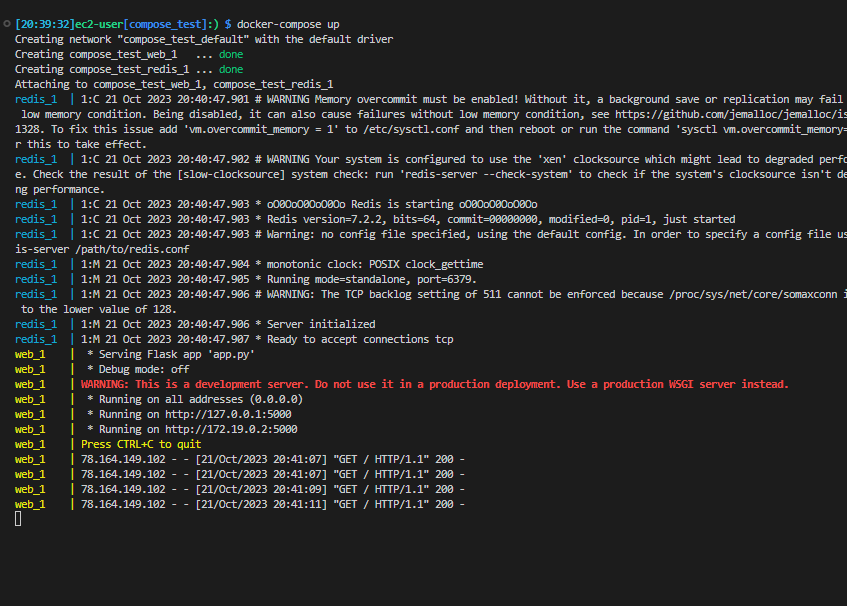 [20:39:32]ec2-user[compose_test]:) $ docker-compose up
Creating network "compose_test_default" with the default driver
Creating compose_test_web_1   ... done
Creating compose_test_redis_1 ... done
Attaching to compose_test_web_1, compose_test_redis_1
redis_1  | 1:C 21 Oct 2023 20:40:47.901 # WARNING Memory overcommit must be enabled! Without it, a background save or replication may fail
low memory condition. Being disabled, it can also cause failures without low memory condition, see https://github.com/jemalloc/jemalloc/is
1328. To fix this issue add 'vm.overcommit_memory = 1' to /etc/sysctl.conf and then reboot or run the command 'sysctl vm.overcommit_memory=
r this to take effect.
redis_1  | 1:C 21 Oct 2023 20:40:47.902 # WARNING Your system is configured to use the 'xen' clocksource which might lead to degraded perfo
e. Check the result of the [slow-clocksource] system check: run 'redis-server --check-system' to check if the system's clocksource isn't de
ng performance.
redis_1  | 1:C 21 Oct 2023 20:40:47.903 * oO0OoO0OoO0Oo Redis is starting oO0OoO0OoO0Oo
redis_1  | 1:C 21 Oct 2023 20:40:47.903 * Redis version=7.2.2, bits=64, commit=00000000, modified=0, pid=1, just started
redis_1  | 1:C 21 Oct 2023 20:40:47.903 # Warning: no config file specified, using the default config. In order to specify a config file us
is-server /path/to/redis.conf
redis_1  | 1:M 21 Oct 2023 20:40:47.904 * monotonic clock: POSIX clock_gettime
redis_1  | 1:M 21 Oct 2023 20:40:47.905 * Running mode=standalone, port=6379.
redis_1  | 1:M 21 Oct 2023 20:40:47.906 # WARNING: The TCP backlog setting of 511 cannot be enforced because /proc/sys/net/core/somaxconn i
to the lower value of 128.
redis_1  | 1:M 21 Oct 2023 20:40:47.906 * Server initialized
redis_1  | 1:M 21 Oct 2023 20:40:47.907 * Ready to accept connections tcp
web_1    |  * Serving Flask app 'app.py'
web_1    |  * Debug mode: off
web_1    | WARNING: This is a development server. Do not use it in a production deployment. Use a production WSGI server instead.
web_1    |  * Running on all addresses (0.0.0.0)
web_1    |  * Running on http://127.0.0.1:5000
web_1    |  * Running on http://172.19.0.2:5000
web_1    | Press CTRL+C to quit
web_1    | 78.164.149.102 - - [21/Oct/2023 20:41:07] "GET / HTTP/1.1" 200 -
web_1    | 78.164.149.102 - - [21/Oct/2023 20:41:07] "GET / HTTP/1.1" 200 -
web_1    | 78.164.149.102 - - [21/Oct/2023 20:41:09] "GET / HTTP/1.1" 200 -
web_1    | 78.164.149.102 - - [21/Oct/2023 20:41:11] "GET / HTTP/1.1" 200 -